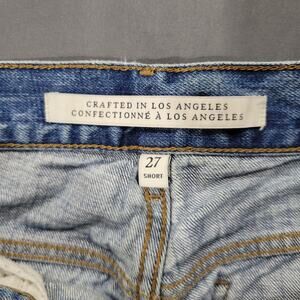 CRAFTED IN LOS ANGELES
CONFECTIONNÉ À LOS ANGELES
27
SHORT